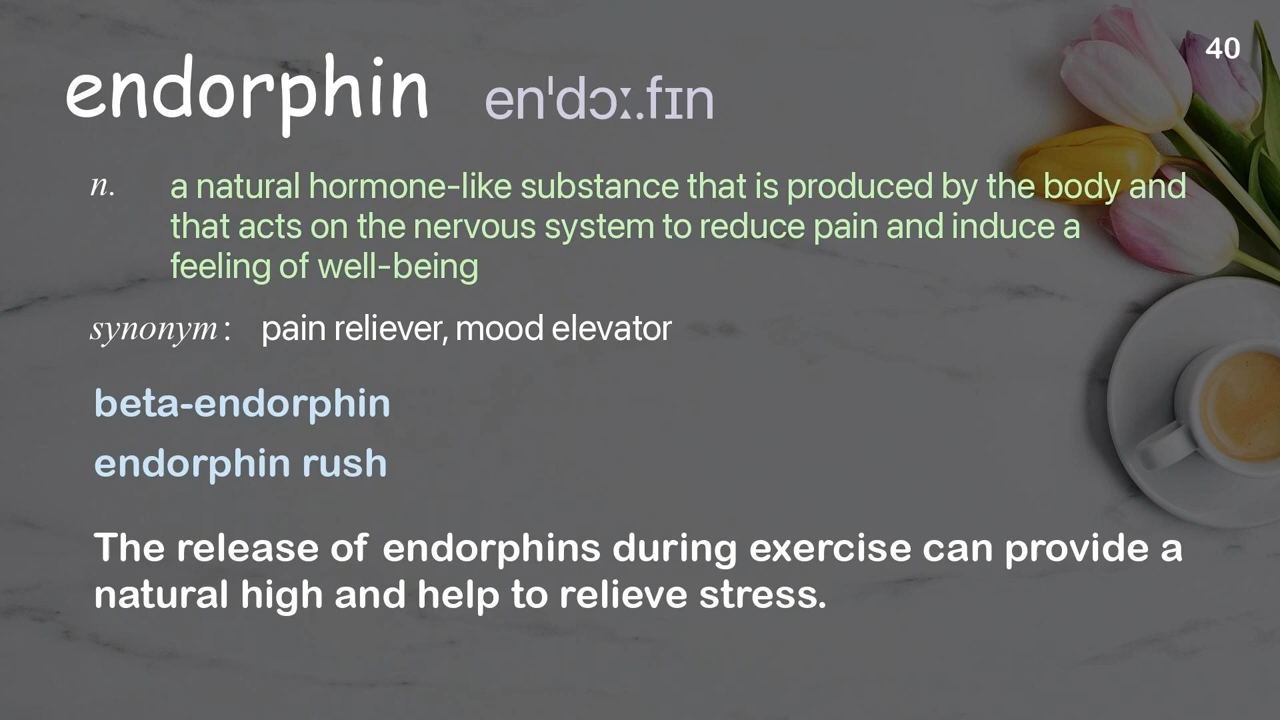 40
endorphin enˈdɔː.fɪn
n. a natural hormone-like substance that is produced by the body and
that acts on the nervous system to reduce pain and induce a
feeling of well-being
synonym: pain reliever, mood elevator
beta-endorphin
endorphin rush
The release of endorphins during exercise can provide a
natural high and help to relieve stress.